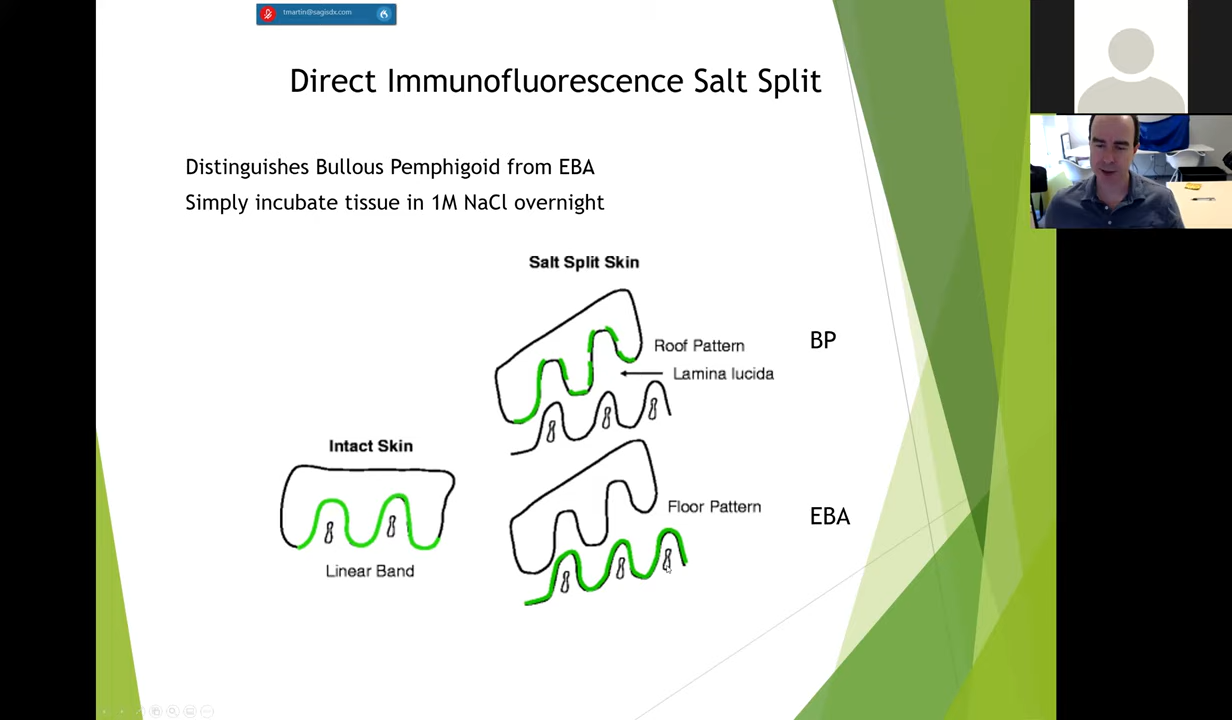 tmartin@sagisdx.com
Direct Immunofluorescence Salt Split
Distinguishes Bullous Pemphigoid from EBA
Simply incubate tissue in 1M NaCl overnight
Salt Split Skin
Roof Pattern
BP
Lamina lucida
Intact Skin
Floor Pattern
EBA
Linear Band